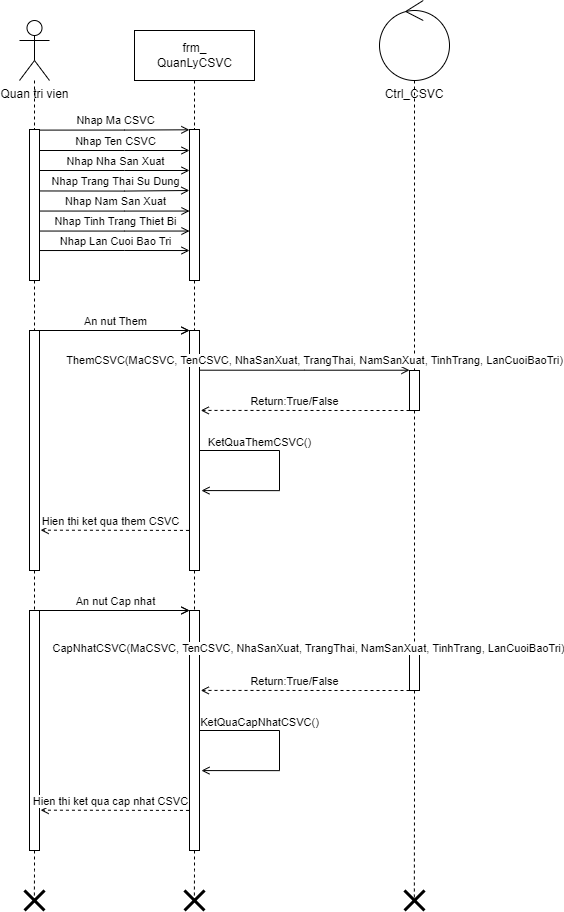 frm_
QuanLyCSVC
Quan tri vien
Ctrl_CSVC
Nhap Ma CSVC
Nhap Ten CSVC
Nhap Nha San Xuat
Nhap Trang Thai Su Dung
Nhap Nam San Xuat
Nhap Tinh Trang Thiet Bi
Nhap Lan Cuoi Bao Tri
An nut Them
ThemCSVC(MaCSVC, TenCSVC, NhaSanXuat, TrangThai, NamSanXuat, TinhTrang, LanCuoiBaoTri)
Return:True/False
KetQuaThemCSVC()
Hien thi ket qua them CSVC
An nut Cap nhat
CapNhatCSVC(MaCSVC, TenCSVC, NhaSanXuat, TrangThai, NamSanXuat, TinhTrang, LanCuoiBaoTri)
Return:True/False
KetQuaCapNhatCSVC()
Hien thi ket qua cap nhat CSVC